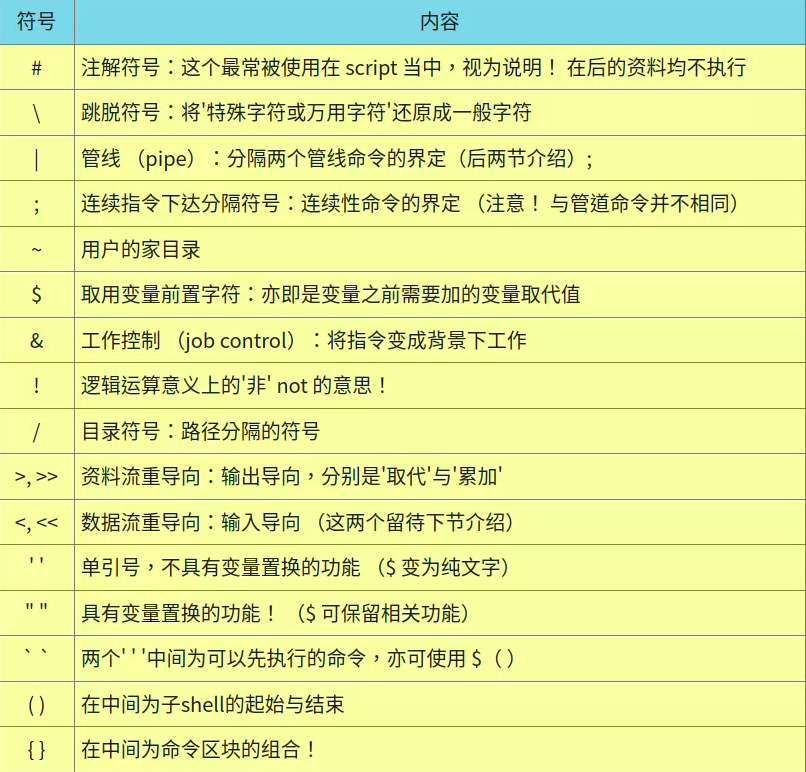 符号 内容
# 注解符号：这个最常被使用在 script 当中，视为说明！ 在后的资料均不执行
\ 跳脱符号：将'特殊字符或万用字符'还原成一般字符
| 管线 （pipe）：分隔两个管线命令的界定（后两节介绍）；
; 连续指令下达分隔符号：连续性命令的界定 （注意！ 与管道命令并不相同）
~ 用户的家目录
$ 取用变量前置字符：亦即是变量之前需要加的变量取代值
& 工作控制 （job control）：将指令变成背景下工作
! 逻辑运算意义上的'非' not 的意思！
/ 目录符号：路径分隔的符号
>, >> 资料流重导向：输出导向，分别是'取代'与'累加'
<, << 数据流重导向：输入导向 （这两个留待下节介绍）
' ' 单引号，不具有变量置换的功能 （$ 变为纯文字）
" " 具有变量置换的功能！ （$ 可保留相关功能）
` ` 两个' ' '中间为可以先执行的命令，亦可使用 $（ ）
( ) 在中间为子shell的起始与结束
{ } 在中间为命令区块的组合！